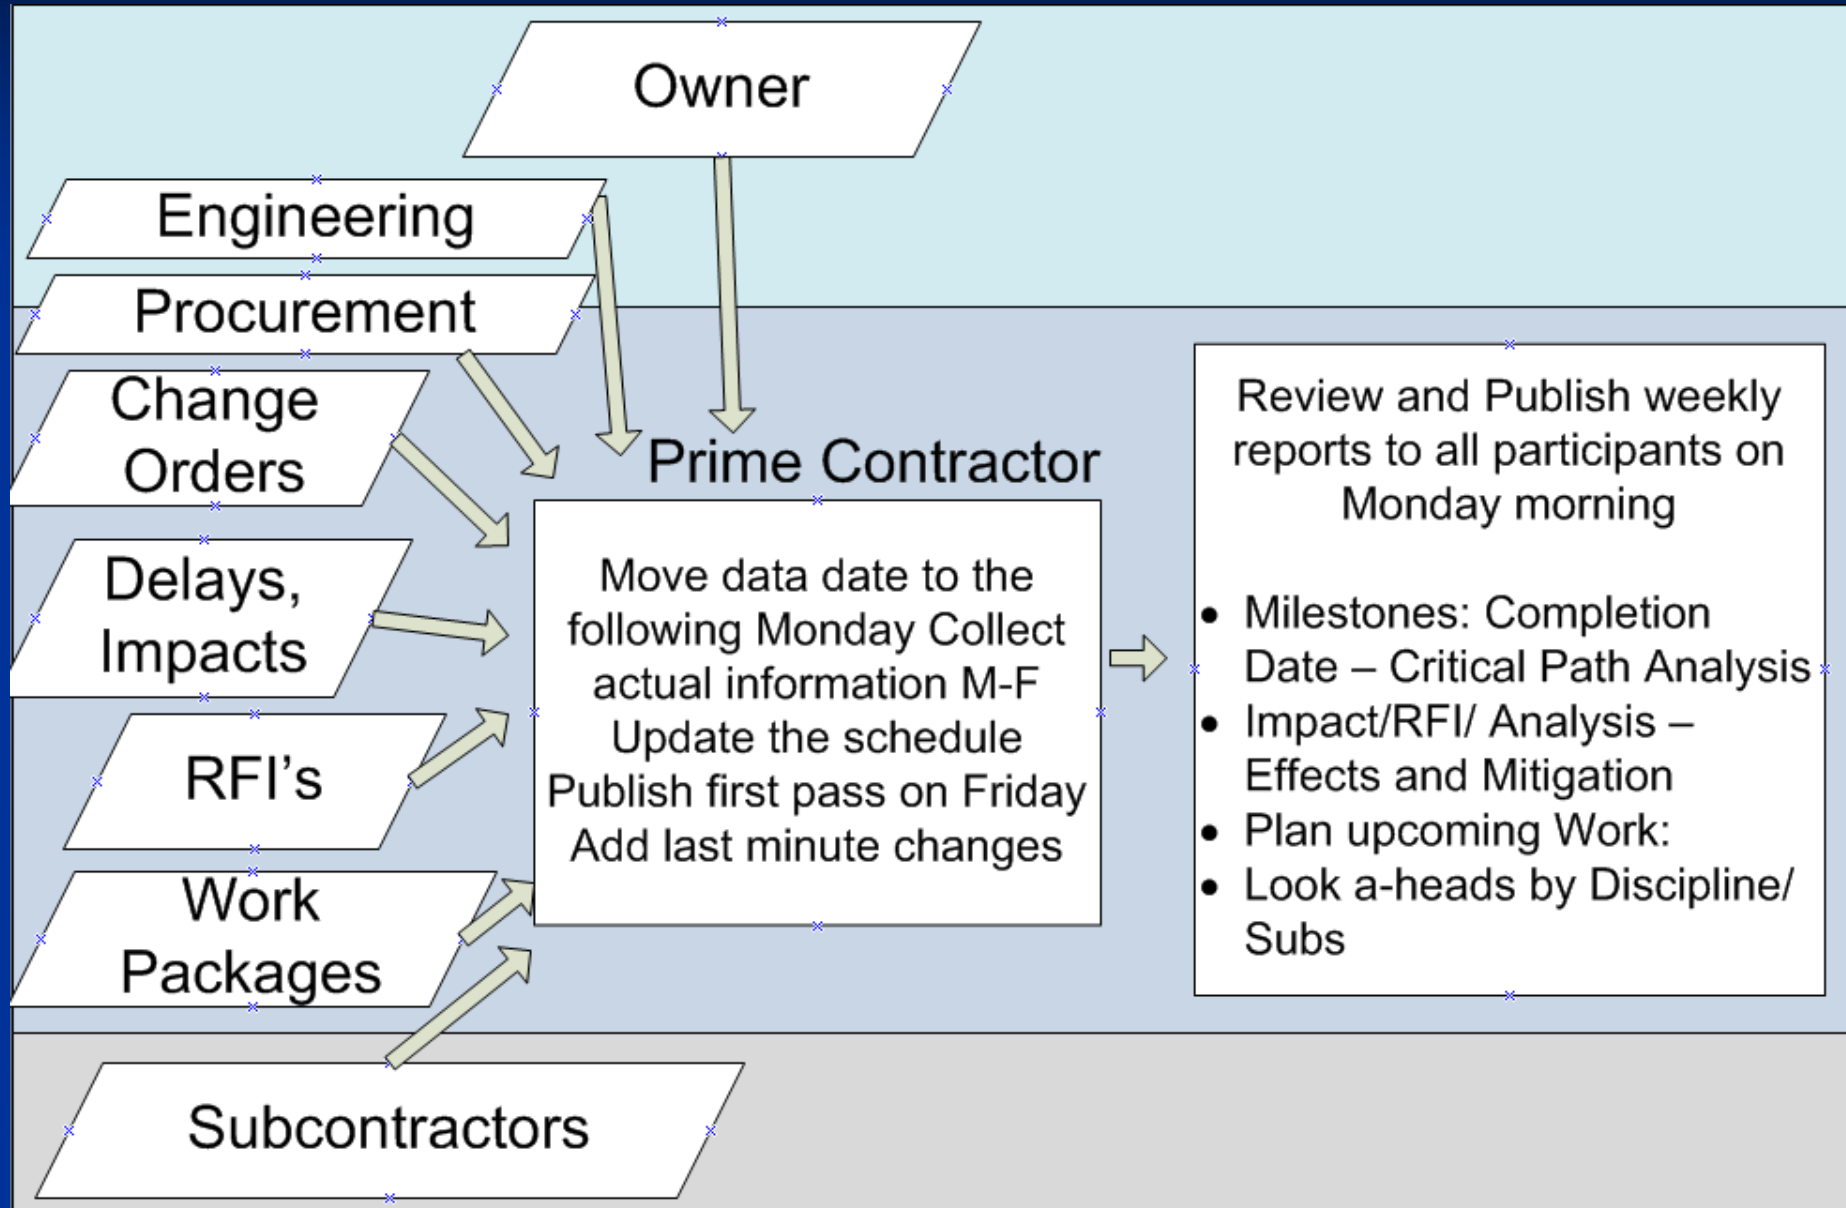 Owner
Engineering
Procurement
Change
Orders
Delays,
Impacts
RFI's
Work
Packages
Subcontractors
Prime Contractor
Move data date to the
following Monday Collect
actual information M-F
Update the schedule
Publish first pass on Friday
Add last minute changes
Review and Publish weekly
reports to all participants on
Monday morning
• Milestones: Completion
Date – Critical Path Analysis
• Impact/RFI/ Analysis –
Effects and Mitigation
• Plan upcoming Work:
• Look a-heads by Discipline/
Subs